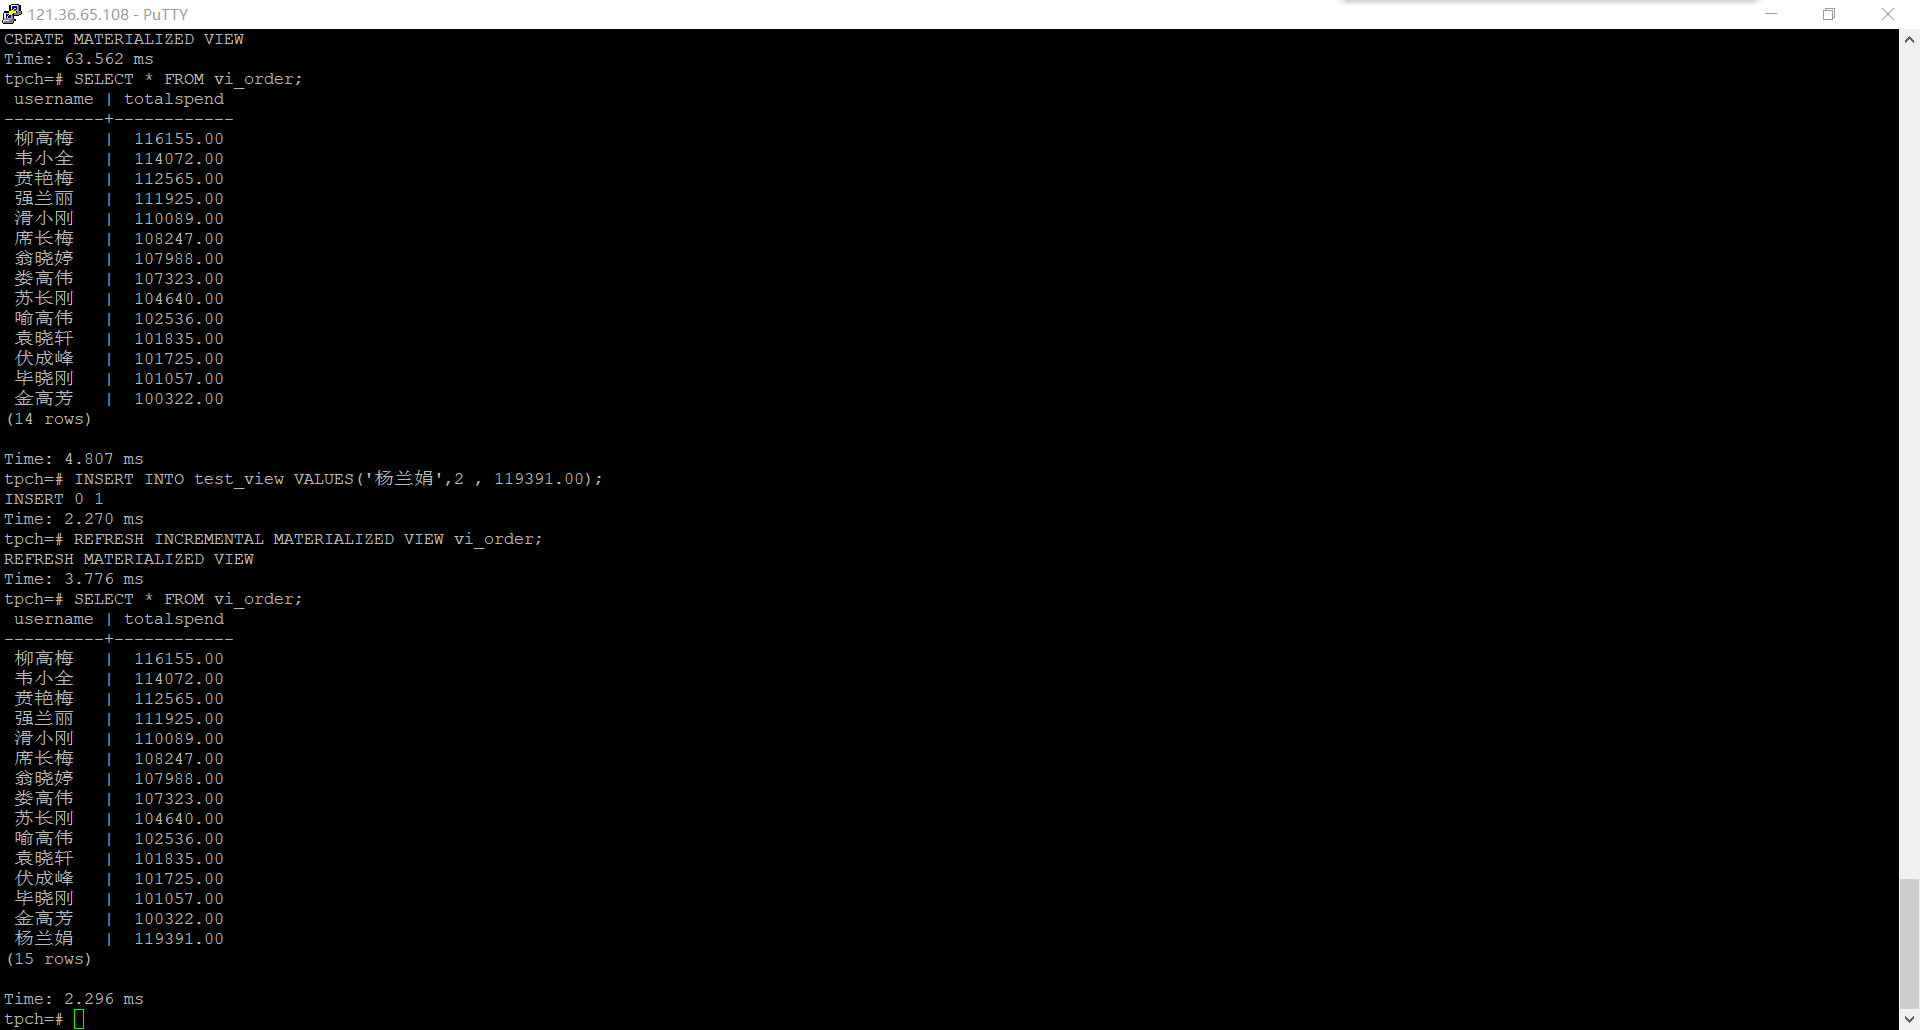 121.36.65.108 - PuTTY
CREATE MATERIALIZED VIEW
Time: 63.562 ms
tpch=# SELECT * FROM vi_order;
 username | totalspend
----------+------------
 柳高梅   |  116155.00
 韦小全   |  114072.00
 贲艳梅   |  112565.00
 强兰丽   |  111925.00
 滑小刚   |  110089.00
 席长梅   |  108247.00
 翁晓婷   |  107988.00
 娄高伟   |  107323.00
 苏长刚   |  104640.00
 喻高伟   |  102536.00
 袁晓轩   |  101835.00
 伏成峰   |  101725.00
 毕晓刚   |  101057.00
 金高芳   |  100322.00
(14 rows)

Time: 4.807 ms
tpch=# INSERT INTO test_view VALUES('杨兰娟',2 , 119391.00);
INSERT 0 1
Time: 2.270 ms
tpch=# REFRESH INCREMENTAL MATERIALIZED VIEW vi_order;
REFRESH MATERIALIZED VIEW
Time: 3.776 ms
tpch=# SELECT * FROM vi_order;
 username | totalspend
----------+------------
 柳高梅   |  116155.00
 韦小全   |  114072.00
 贲艳梅   |  112565.00
 强兰丽   |  111925.00
 滑小刚   |  110089.00
 席长梅   |  108247.00
 翁晓婷   |  107988.00
 娄高伟   |  107323.00
 苏长刚   |  104640.00
 喻高伟   |  102536.00
 袁晓轩   |  101835.00
 伏成峰   |  101725.00
 毕晓刚   |  101057.00
 金高芳   |  100322.00
 杨兰娟   |  119391.00
(15 rows)

Time: 2.296 ms
tpch=#